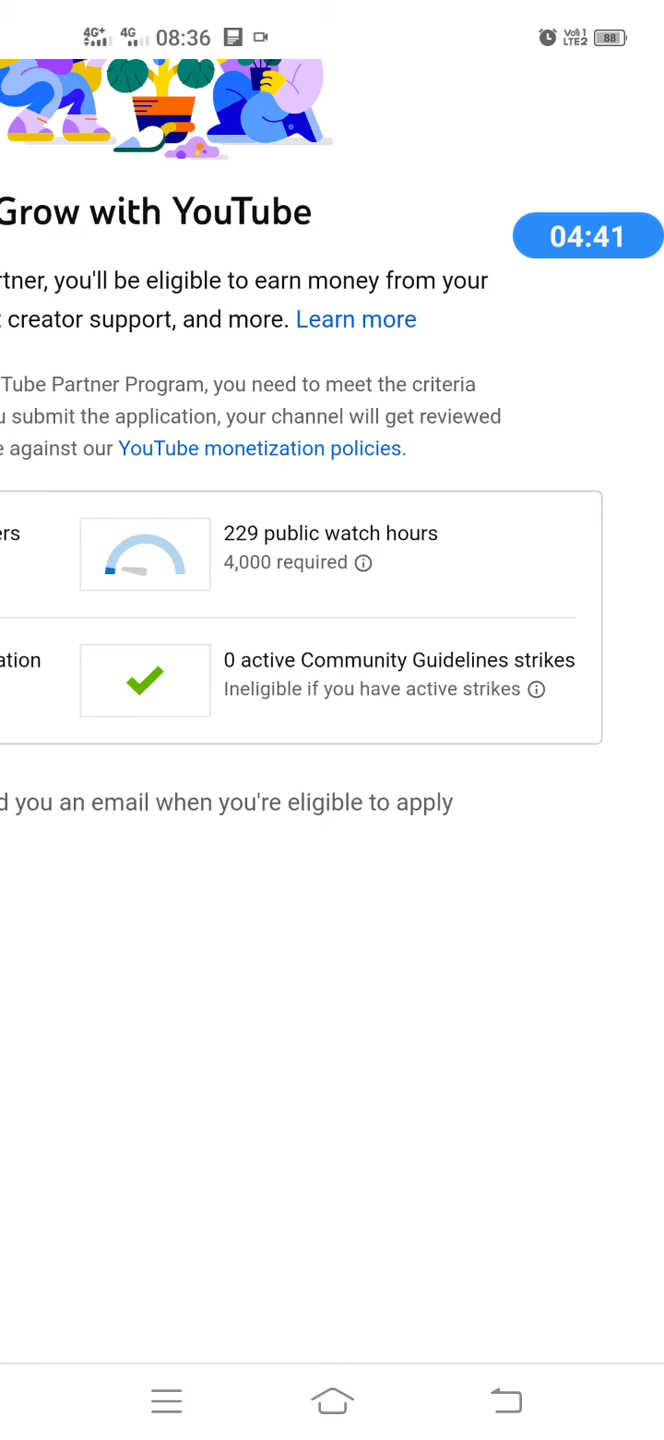 4G+ 4G 08:36 Vo) 1 LTE2 88
Grow with YouTube
04:41
rtner, you'll be eligible to earn money from your
t creator support, and more. Learn more
Tube Partner Program, you need to meet the criteria
u submit the application, your channel will get reviewed
e against our YouTube monetization policies.
ers
229 public watch hours
4,000 required
ation
0 active Community Guidelines strikes
Ineligible if you have active strikes
d you an email when you're eligible to apply